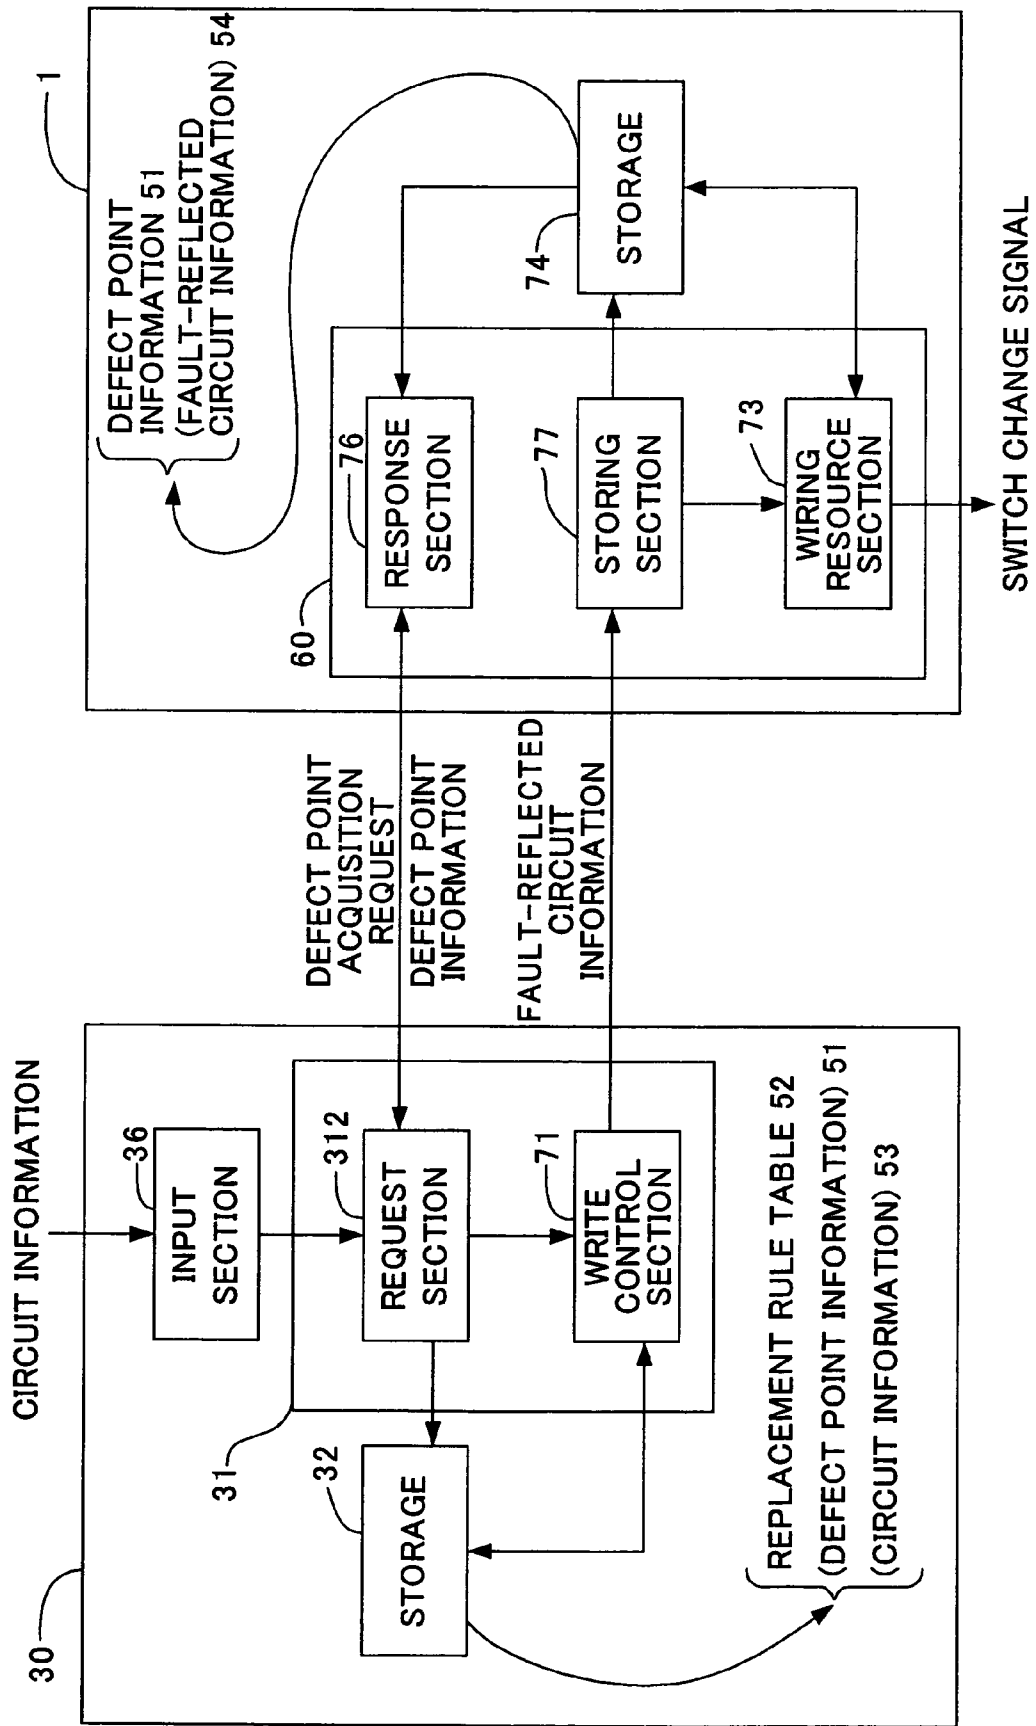 CIRCUIT INFORMATION
30
36
INPUT
SECTION
31
312
REQUEST
SECTION
32
STORAGE
71
WRITE
CONTROL
SECTION
REPLACEMENT RULE TABLE 52
(DEFECT POINT INFORMATION) 51
(CIRCUIT INFORMATION) 53
DEFECT POINT
ACQUISITION
REQUEST
DEFECT POINT
INFORMATION
FAULT-REFLECTED
CIRCUIT
INFORMATION
1
DEFECT POINT
INFORMATION 51
(FAULT-REFLECTED
CIRCUIT INFORMATION) 54
60
76
RESPONSE
SECTION
77
STORING
SECTION
74
STORAGE
73
WIRING
RESOURCE
SECTION
SWITCH CHANGE SIGNAL